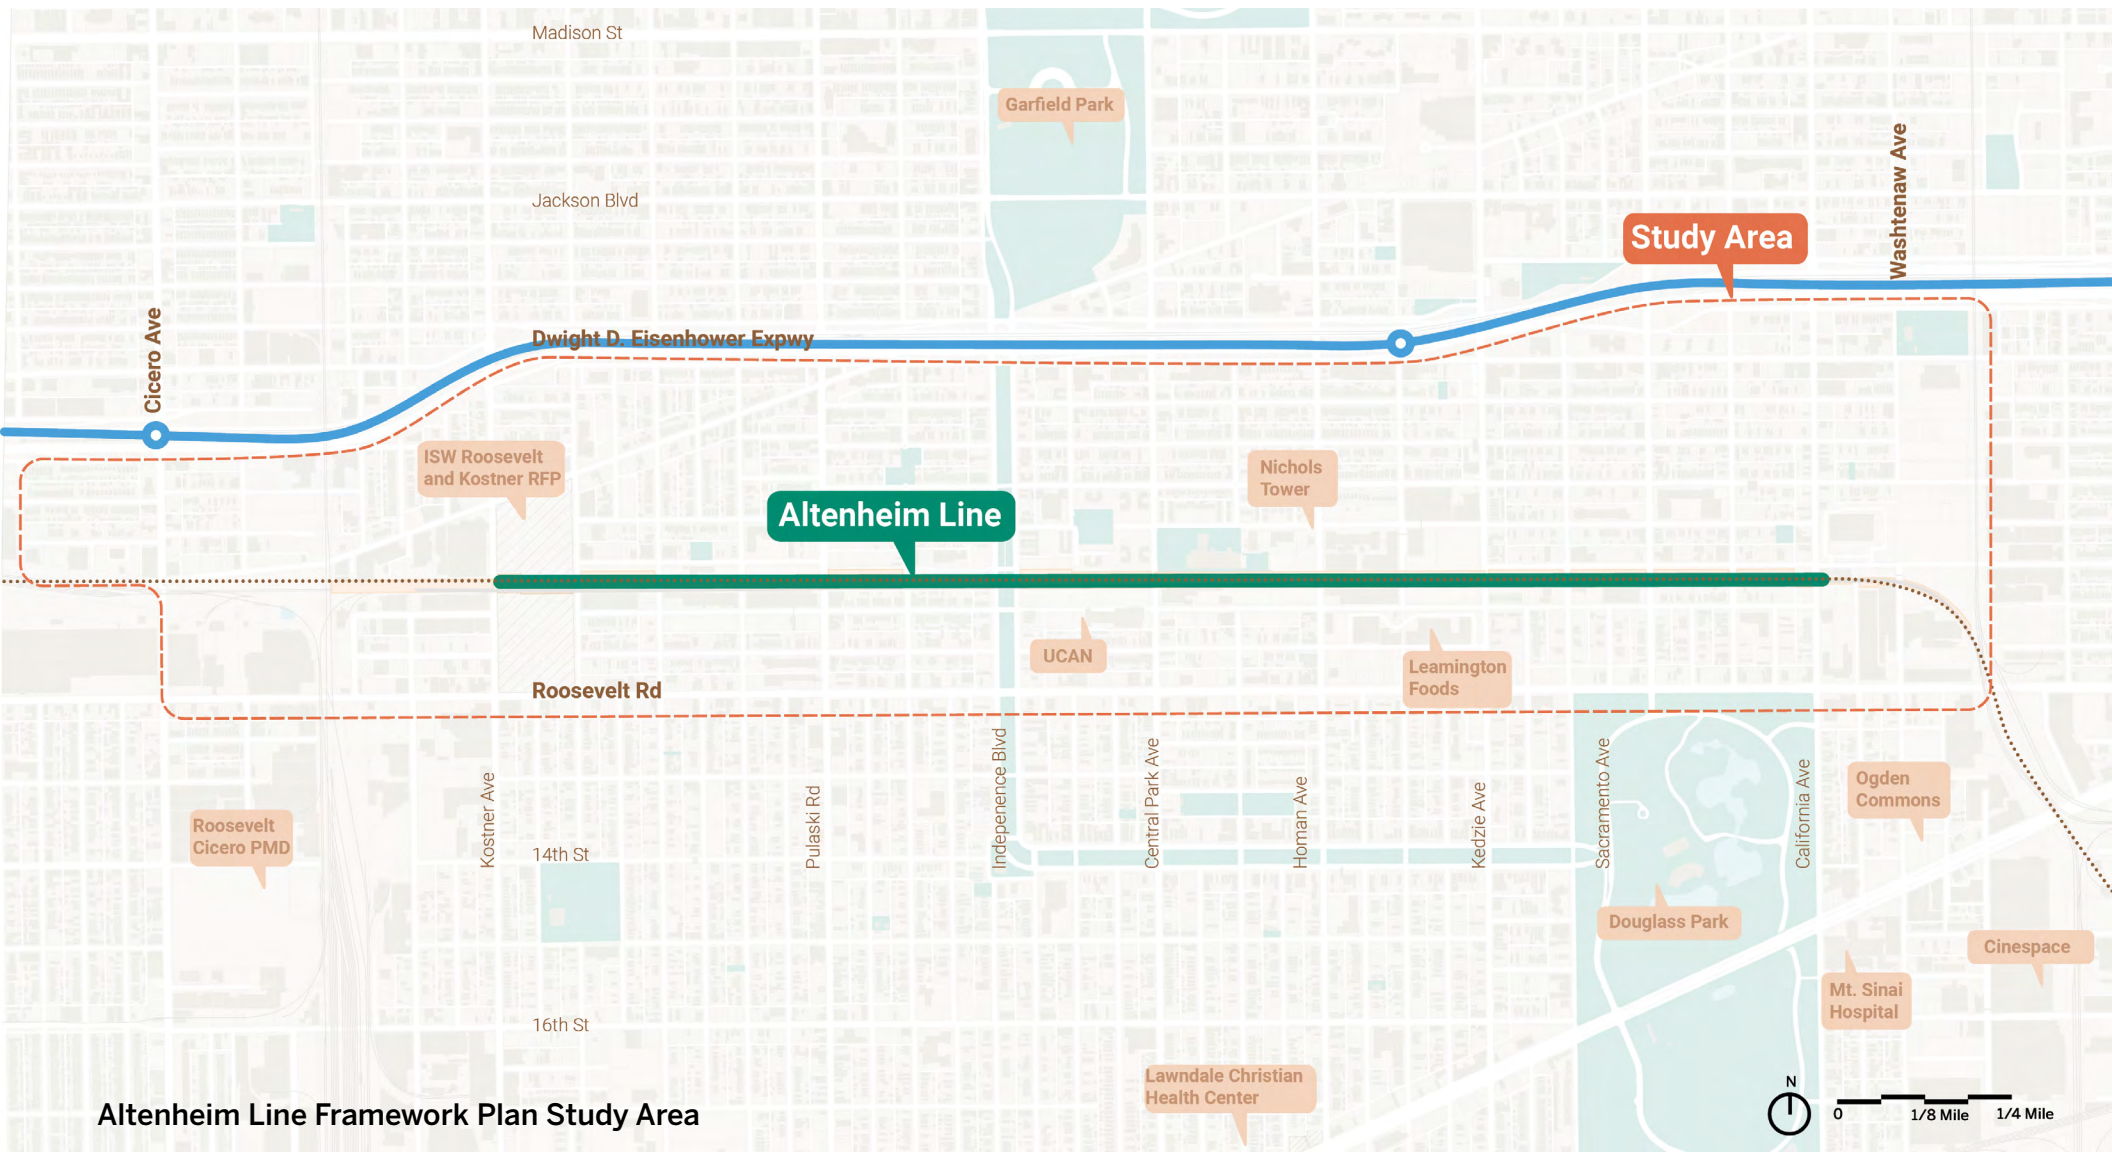 Madison St
Garfield Park
Washtenaw Ave
Jackson Blvd
Study Area
Cicero Ave
Dwight D. Eisenhower Expwy
ISW Roosevelt
and Kostner RFP
Nichols
Tower
Altenheim Line
UCAN
Leamington
Foods
Roosevelt Rd
Kostner Ave
Pulaski Rd
Indepenence Blvd
Central Park Ave
Homan Ave
Kedzie Ave
Sacramento Ave
California Ave
Ogden
Commons
Roosevelt
Cicero PMD
14th St
Douglass Park
Cinespace
Mt. Sinai
Hospital
16th St
Lawndale Christian
Health Center
N
0
1/8 Mile
1/4 Mile
Altenheim Line Framework Plan Study Area